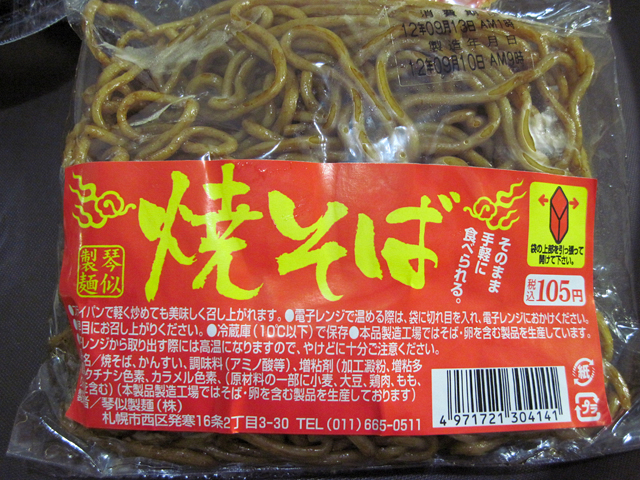 消費
12年09月13日 AM1時
製造年月日
12年09月10日 AM9時
焼そば
琴似
製麺
そのまま
手軽に
食べられる。
袋の上部を引っ張って
開けて下さい。
税込105円
イパンで軽く炒めても美味しく召し上がれます。●電子レンジで温める際は、袋に切れ目を入れ、電子レンジにおかけください。
目にお召し上がりください。●冷蔵庫(10℃以下)で保存●本品製造工場ではそば・卵を含む製品を生産しています。
レンジから取り出す際には高温になりますので、やけどに十分ご注意ください。
名/焼そば、かんすい、調味料(アミノ酸等)、増粘剤(加工澱粉、増粘多
クチナシ色素、カラメル色素、(原材料の一部に小麦、大豆、鶏肉、もも、
を含む)(本製品製造工場ではそば・卵を含む製品を生産しております)
/琴似製麺(株)
札幌市西区発寒16条2丁目3-30 TEL(011)665-0511
4971721304141
紙
プラ